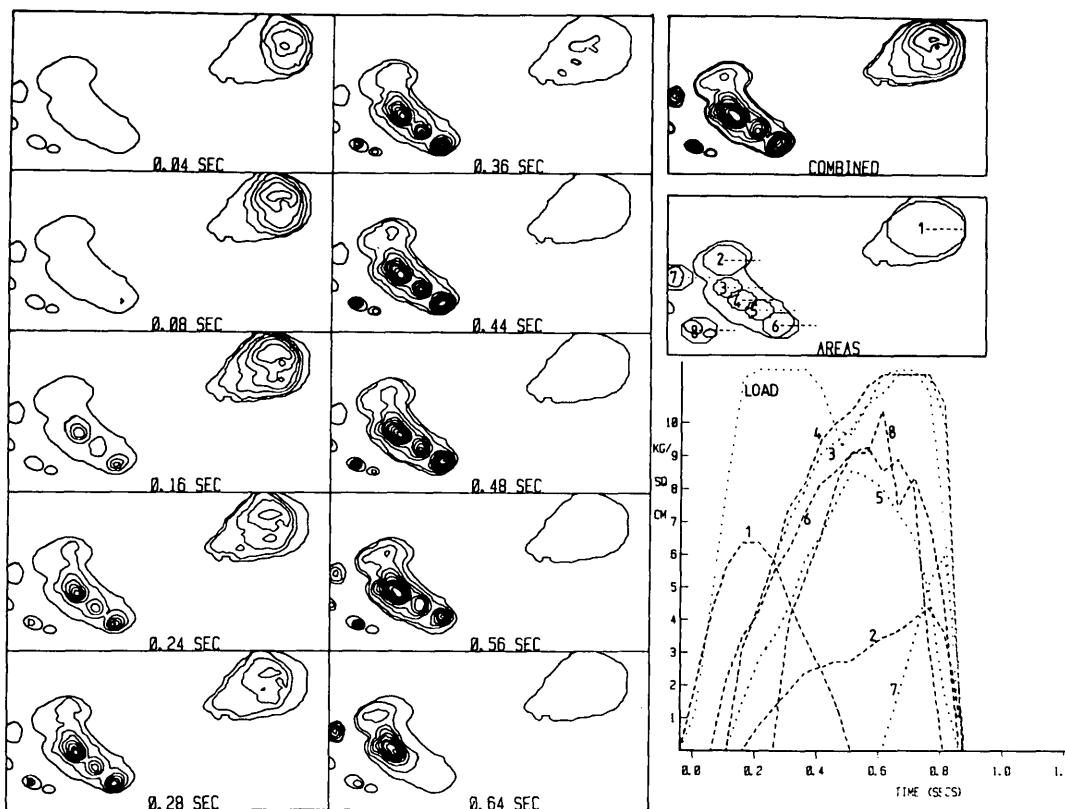 0.04 SEC
0.08 SEC
0.16 SEC
0.24 SEC
0.28 SEC
0.36 SEC
0.44 SEC
0.48 SEC
0.56 SEC
0.64 SEC
COMBINED
1
2
7
3
4
5
6
8
AREAS
LOAD
10
9
8
7
6
5
4
3
2
1
KG/
SQ
CM
4
3
8
5
6
1
2
7
0.0 0.2 0.4 0.6 0.8 1.0 1.
TIME (SECS)